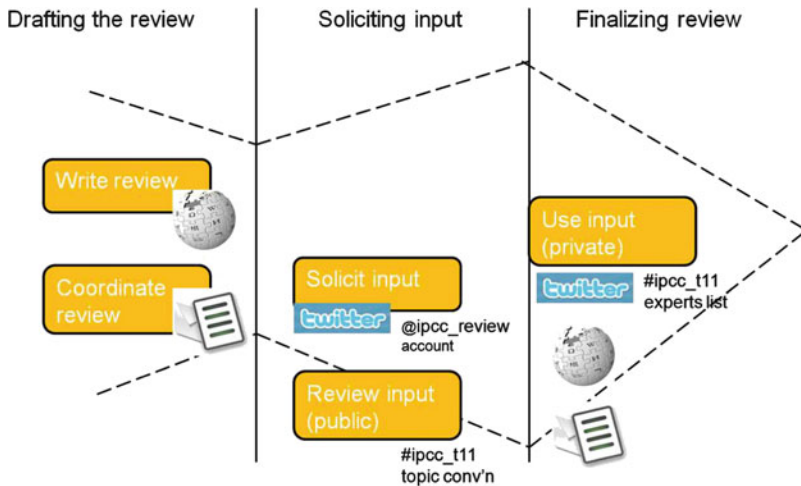 Drafting the review
Soliciting input
Finalizing review
Write review
Coordinate
review
Solicit input
twitter
@ipcc_review
account
Review input
(public)
#ipcc_t11
topic conv'n
Use input
(private)
twitter
#ipcc_t11
experts list